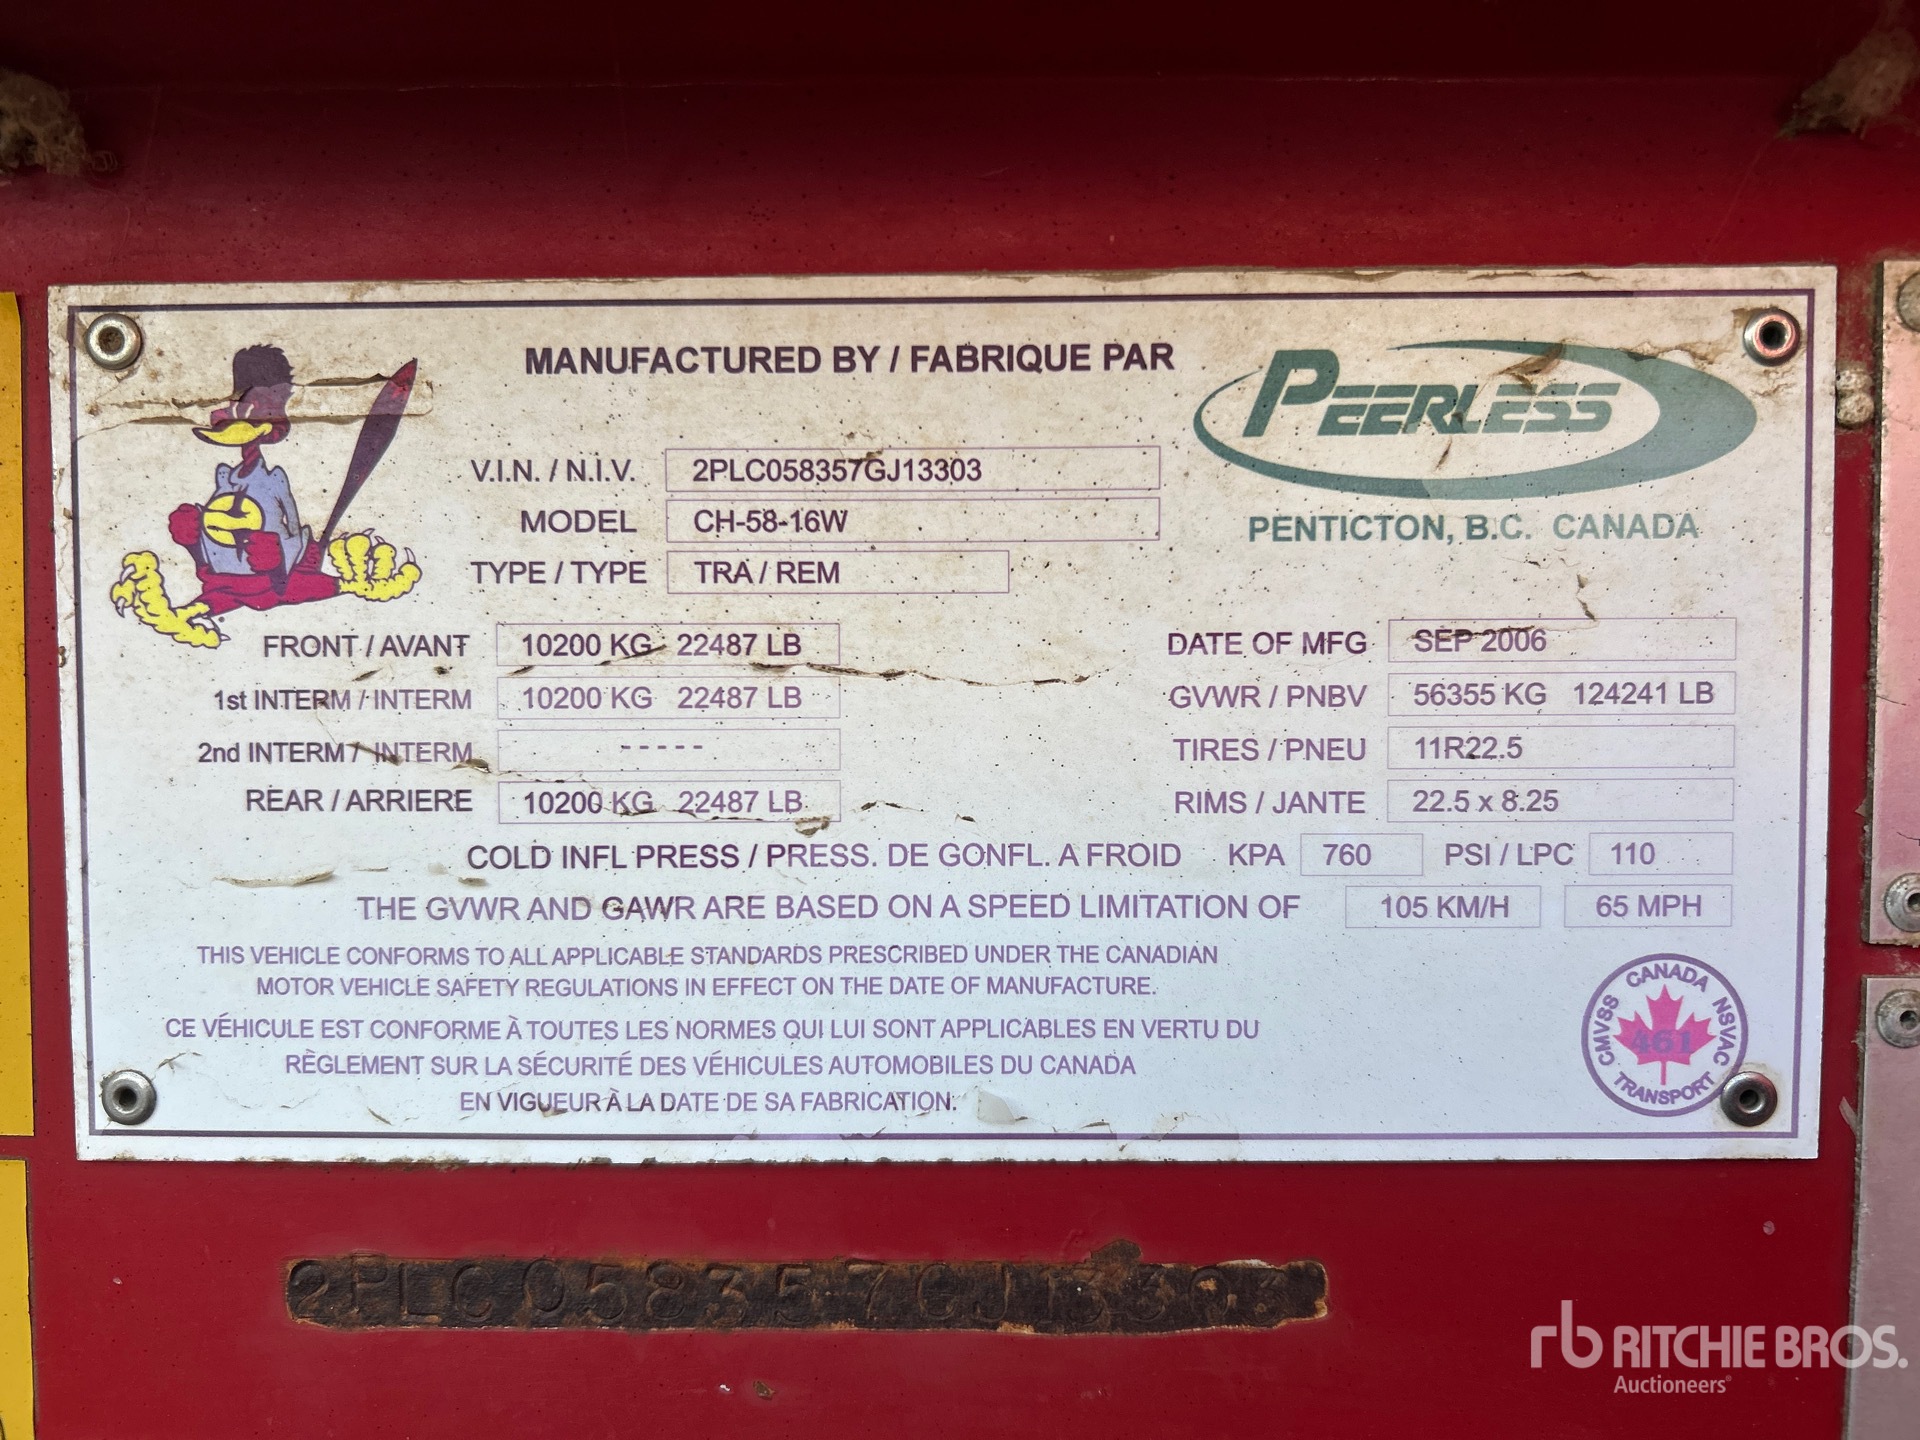 MANUFACTURED BY / FABRIQUE PAR
PEERLESS
PENTICTON, B.C. CANADA
V.I.N. / N.I.V. 2PLC058357GJ13303
MODEL CH-58-16W
TYPE / TYPE TRA / REM
FRONT / AVANT 10200 KG 22487 LB DATE OF MFG SEP 2006
1st INTERM / INTERM 10200 KG 22487 LB GVWR / PNBV 56355 KG 124241 LB
2nd INTERM / INTERM - - - - - TIRES / PNEU 11R22.5
REAR / ARRIERE 10200 KG 22487 LB RIMS / JANTE 22.5 x 8.25
COLD INFL PRESS / PRESS. DE GONFL. A FROID KPA 760 PSI / LPC 110
THE GVWR AND GAWR ARE BASED ON A SPEED LIMITATION OF 105 KM/H 65 MPH
THIS VEHICLE CONFORMS TO ALL APPLICABLE STANDARDS PRESCRIBED UNDER THE CANADIAN
MOTOR VEHICLE SAFETY REGULATIONS IN EFFECT ON THE DATE OF MANUFACTURE.
CE VÉHICULE EST CONFORME À TOUTES LES NORMES QUI LUI SONT APPLICABLES EN VERTU DU
RÈGLEMENT SUR LA SÉCURITÉ DES VÉHICULES AUTOMOBILES DU CANADA
EN VIGUEUR À LA DATE DE SA FABRICATION.
CANADA
CMVSS 461 NSVAC
TRANSPORT
2PLC058357GJ13303
rb RITCHIE BROS.
Auctioneers